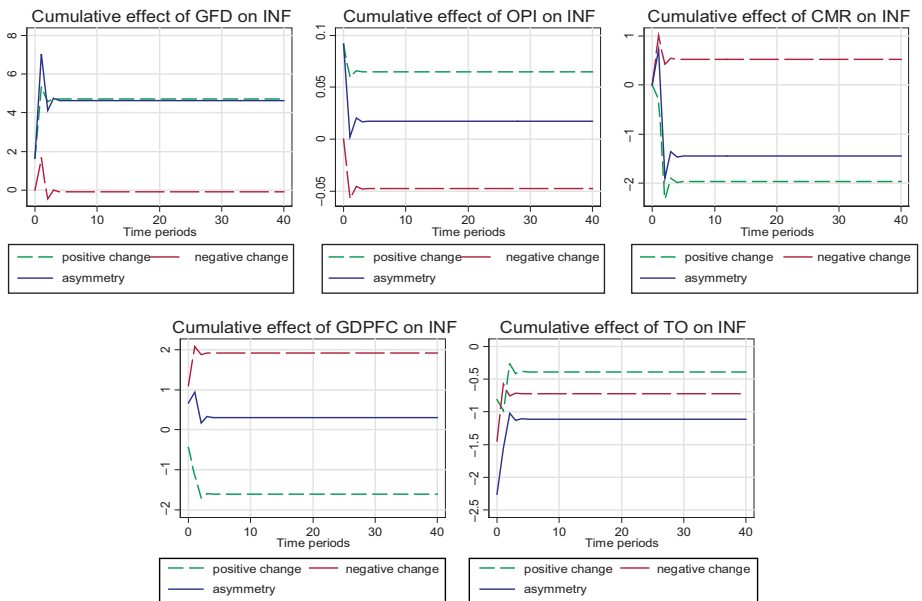 Cumulative effect of GFD on INF
8
6
4
2
0
0 10 20 30 40
Time periods
positive change negative change
asymmetry
Cumulative effect of OPI on INF
0.1
0.05
0
−0.05
0 10 20 30 40
Time periods
positive change negative change
asymmetry
Cumulative effect of CMR on INF
1
0
−1
−2
0 10 20 30 40
Time periods
positive change negative change
asymmetry
Cumulative effect of GDPFC on INF
2
1
0
−1
−2
0 10 20 30 40
Time periods
positive change negative change
asymmetry
Cumulative effect of TO on INF
0
−0.5
−1
−1.5
−2
−2.5
0 10 20 30 40
Time periods
positive change negative change
asymmetry